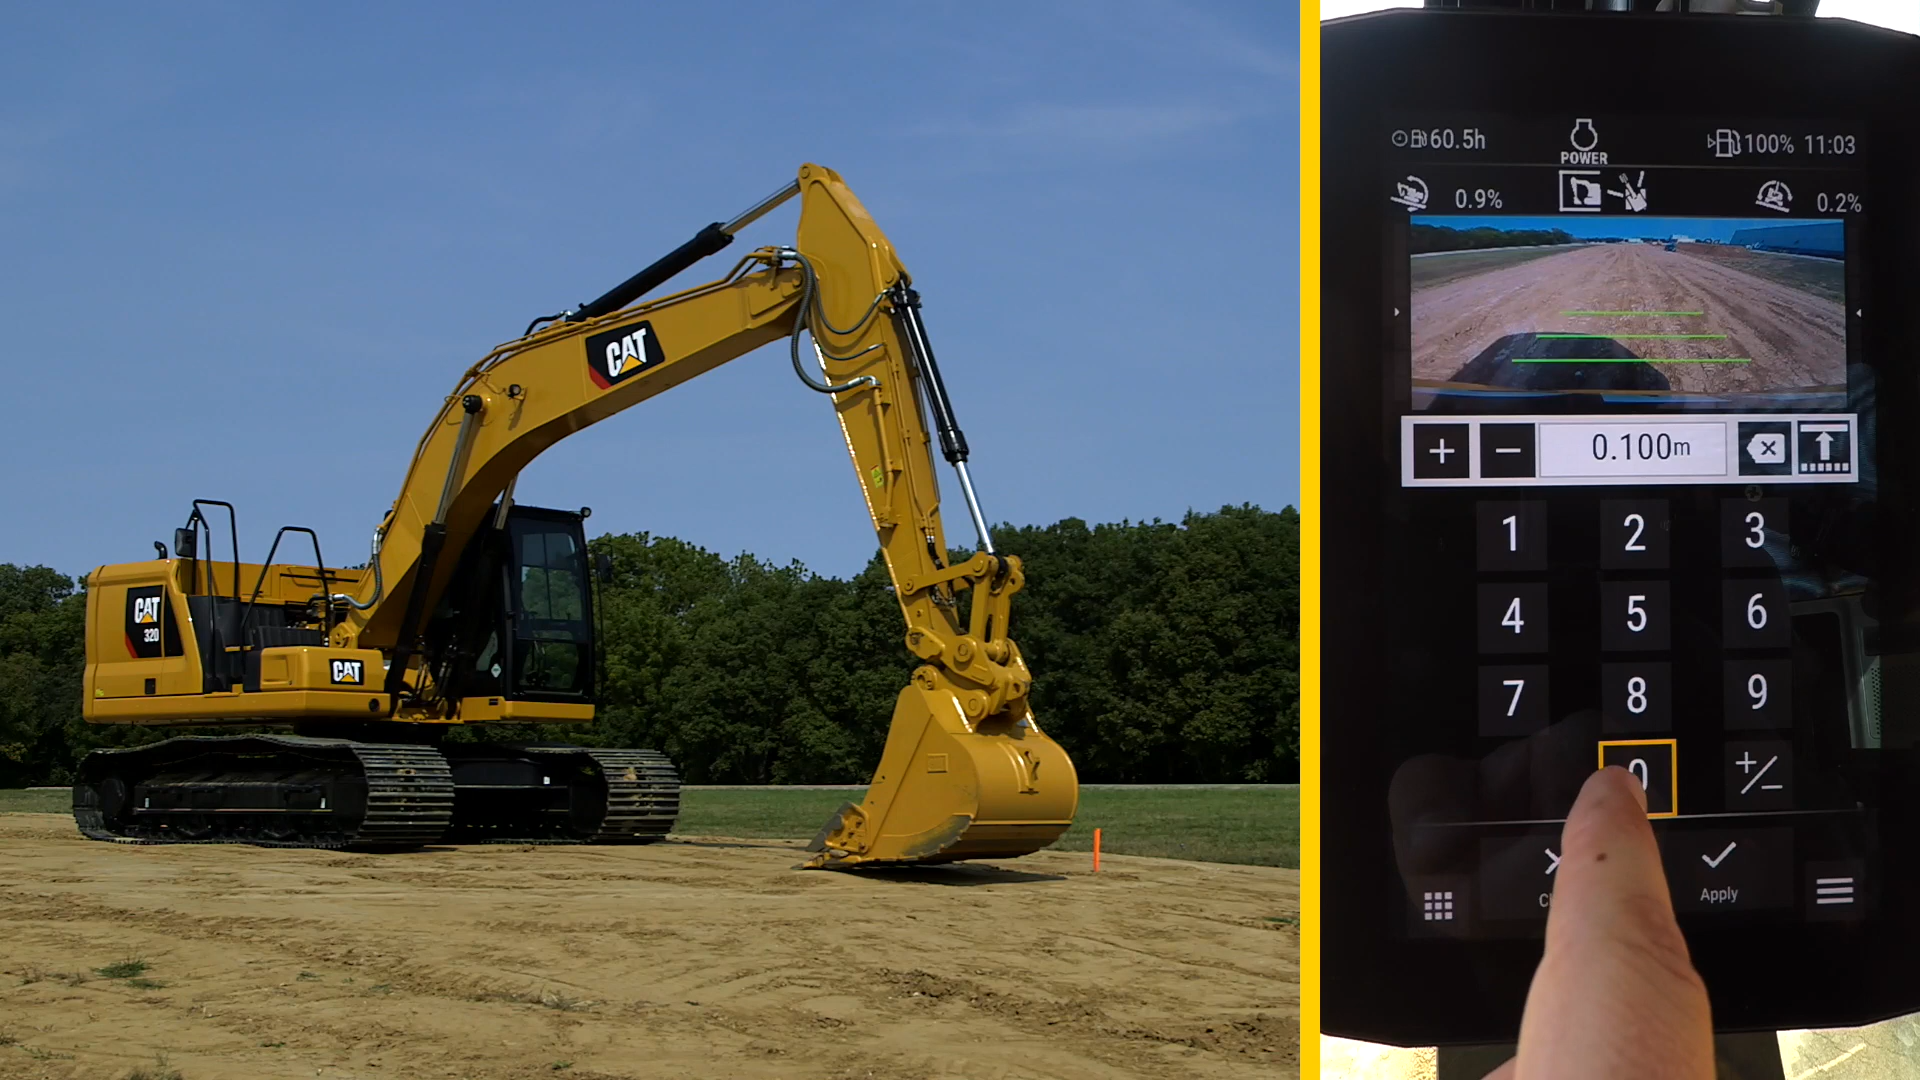 CAT
CAT
320
CAT
60.5h
POWER
100% 11:03
0.9%
0.2%
+ − 0.100m
1 2 3
4 5 6
7 8 9
0 +/−
Apply